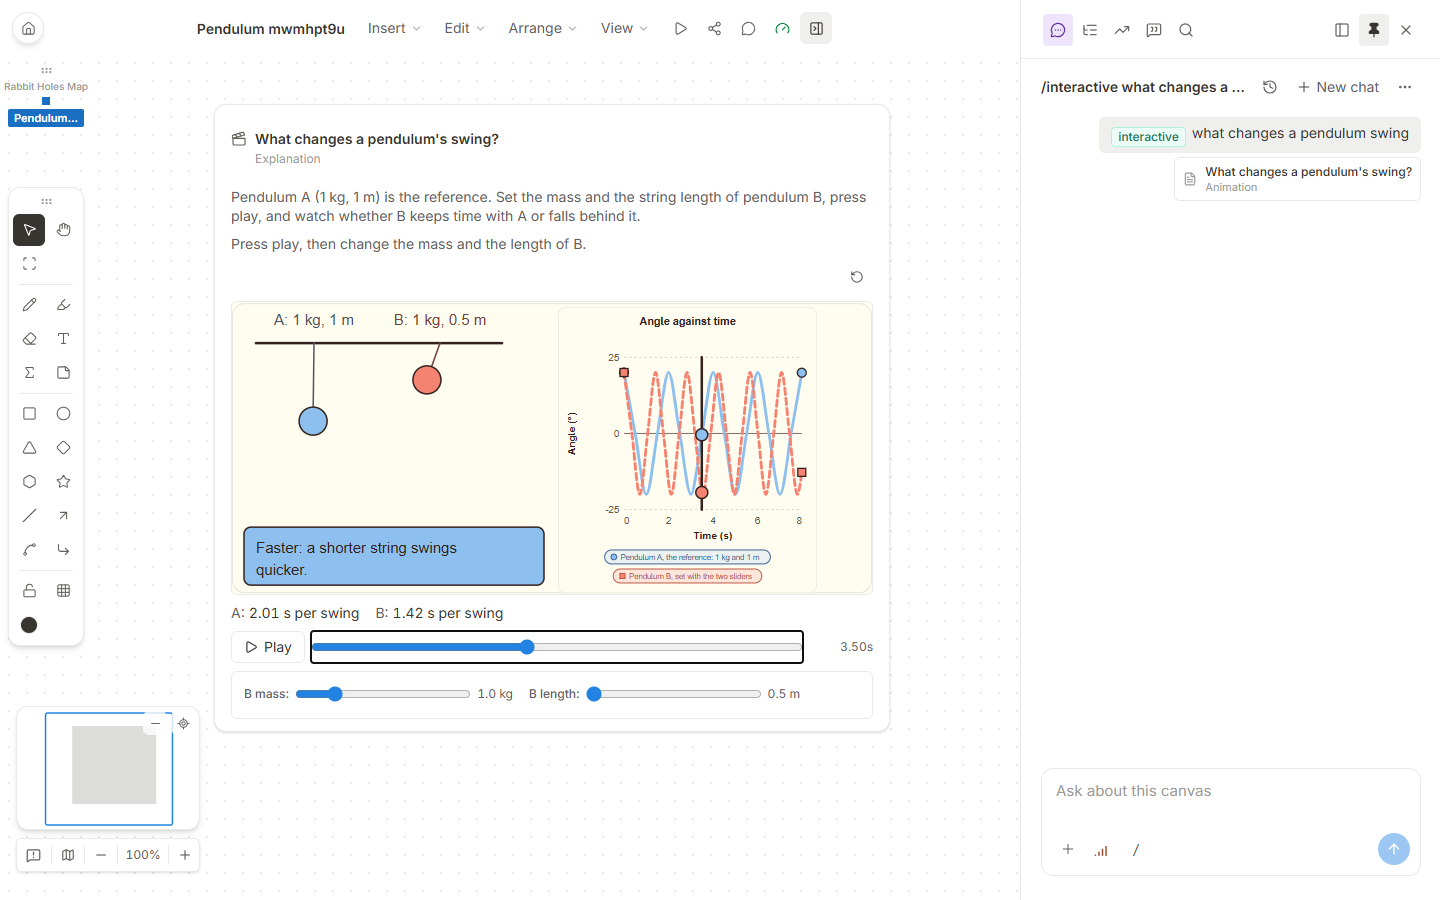 Pendulum mwmhpt9u
Insert
Edit
Arrange
View
Rabbit Holes Map
Pendulum...
What changes a pendulum's swing?
Explanation
Pendulum A (1 kg, 1 m) is the reference. Set the mass and the string length of pendulum B, press
play, and watch whether B keeps time with A or falls behind it.
Press play, then change the mass and the length of B.
A: 1 kg, 1 m
B: 1 kg, 0.5 m
Faster: a shorter string swings
quicker.
Angle against time
25
0
-25
Angle (°)
0 2 4 6 8
Time (s)
Pendulum A, the reference: 1 kg and 1 m
Pendulum B, set with the two sliders
A: 2.01 s per swing B: 1.42 s per swing
Play
3.50s
B mass: 1.0 kg B length: 0.5 m
100%
/interactive what changes a ...
New chat
interactive what changes a pendulum swing
What changes a pendulum's swing?
Animation
Ask about this canvas
/